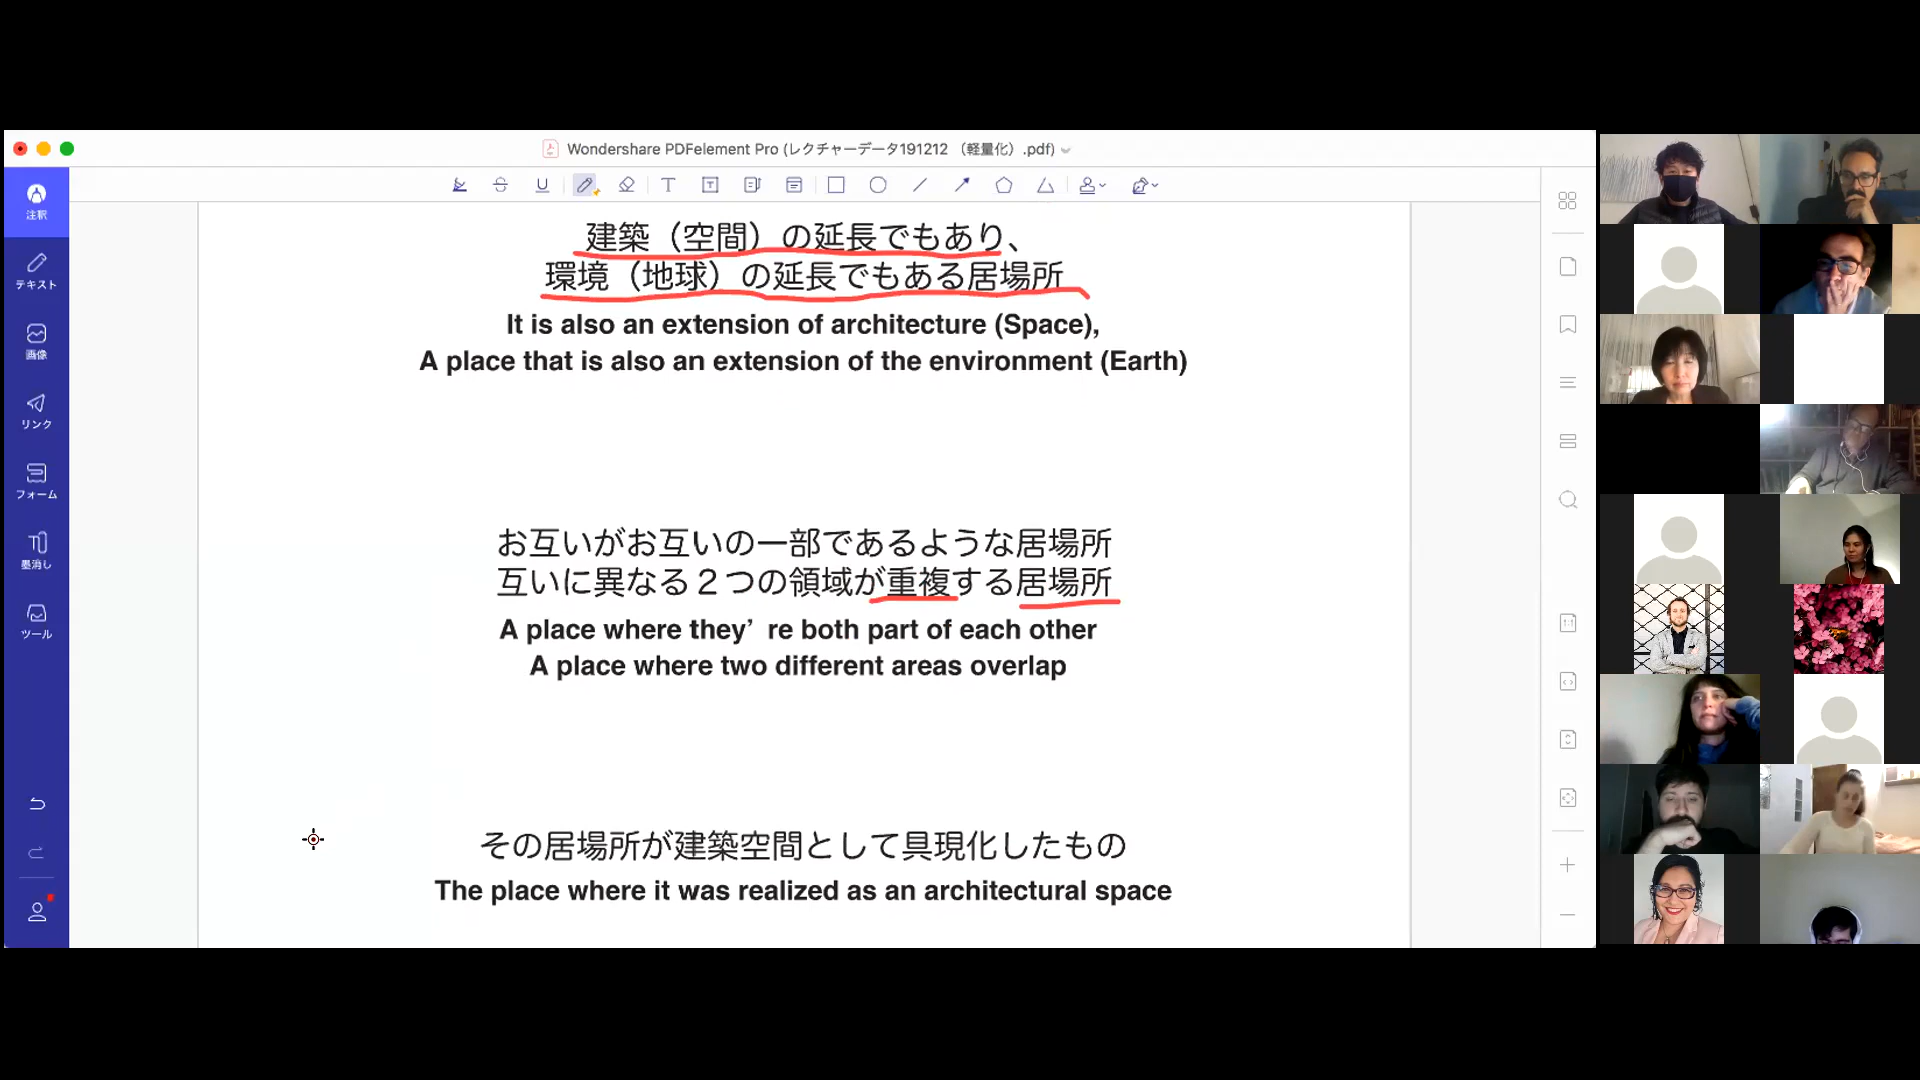 Wondershare PDFelement Pro (レクチャーデータ191212 （軽量化）.pdf)
注釈
テキスト
画像
リンク
フォーム
墨消し
ツール
建築（空間）の延長でもあり、
環境（地球）の延長でもある居場所
It is also an extension of architecture (Space),
A place that is also an extension of the environment (Earth)
お互いがお互いの一部であるような居場所
互いに異なる２つの領域が重複する居場所
A place where they’ re both part of each other
A place where two different areas overlap
その居場所が建築空間として具現化したもの
The place where it was realized as an architectural space